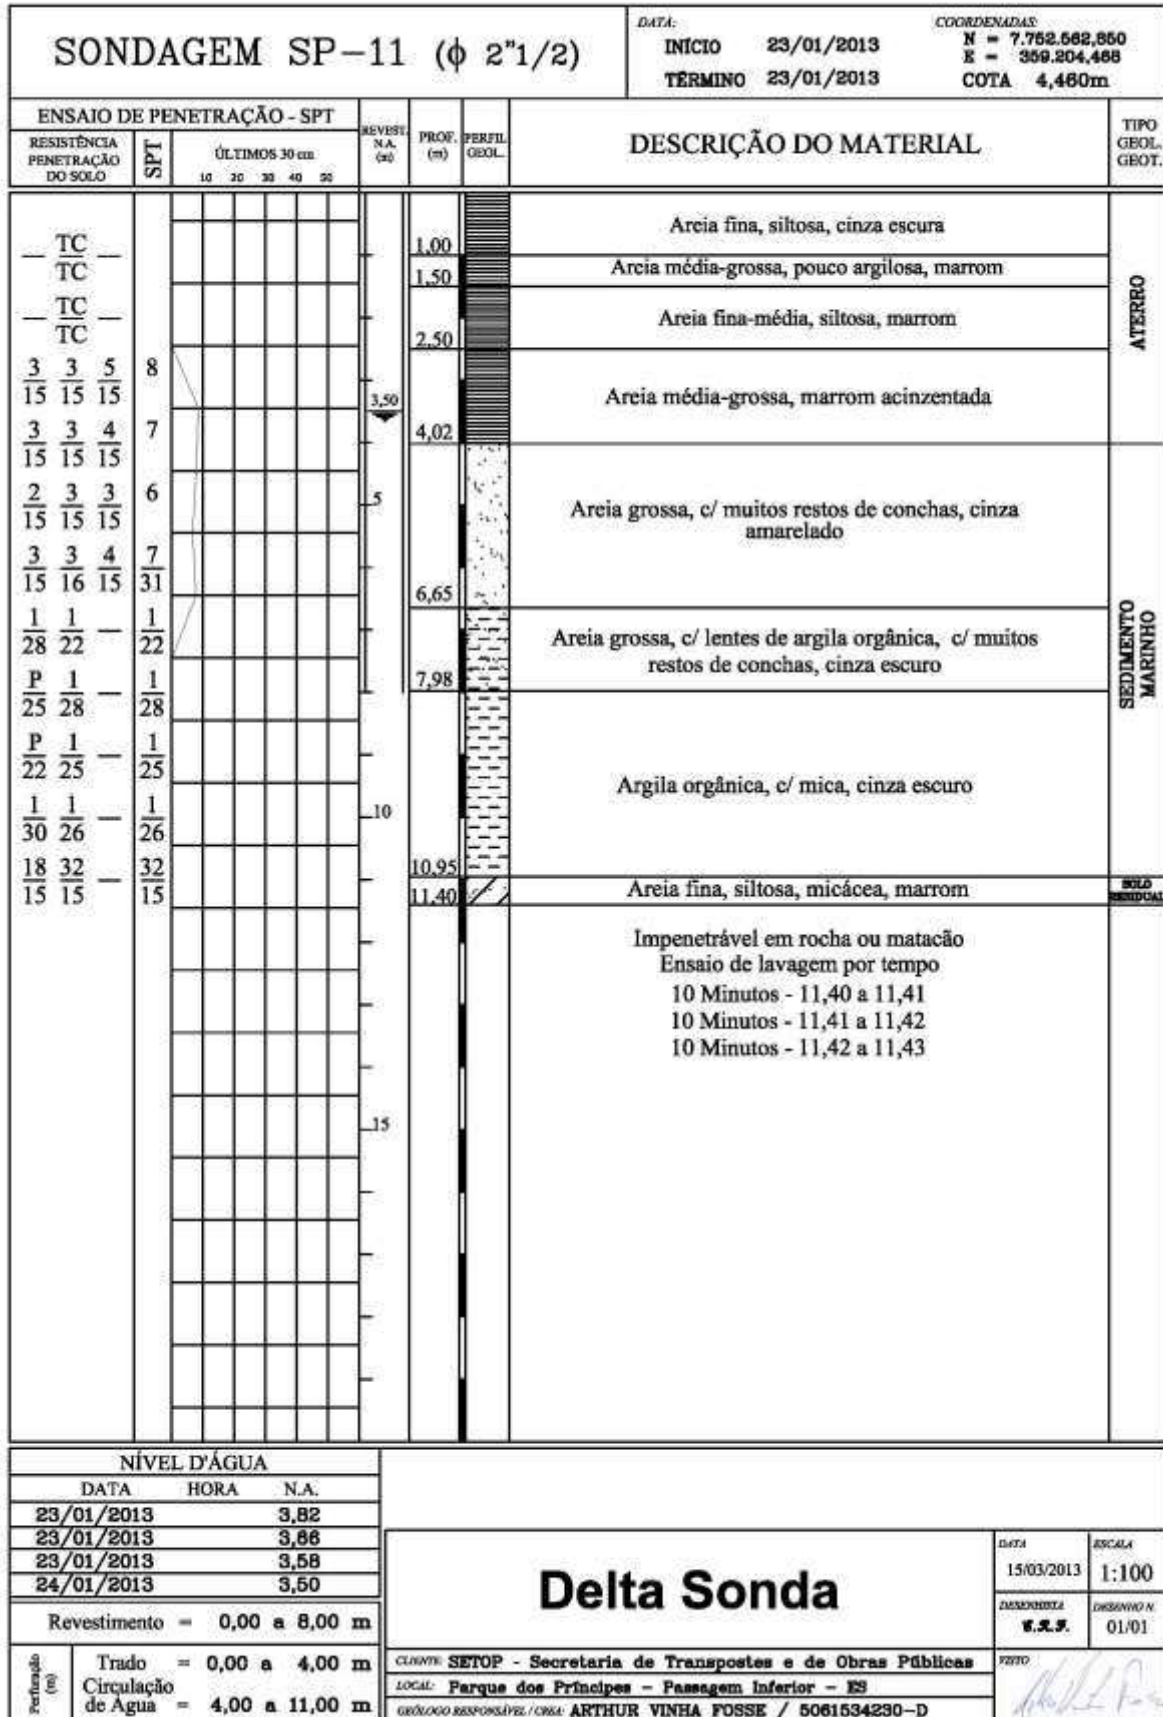 SONDAGEM SP-11 (ϕ 2"1/2)
DATA:
INÍCIO 23/01/2013
TÉRMINO 23/01/2013
COORDENADAS:
N = 7.752.562,850
E = 359.204,468
COTA 4,460m
ENSAIO DE PENETRAÇÃO - SPT
RESISTÊNCIA PENETRAÇÃO DO SOLO
SPT
ÚLTIMOS 30 cm
10 20 30 40 50
REVEST. N.A. (m)
PROF. (m)
PERFIL GEOL.
DESCRIÇÃO DO MATERIAL
TIPO GEOL. GEOT.
— TC/TC —
— TC/TC —
3/15 3/15 5/15 8
3/15 3/15 4/15 7
2/15 3/15 3/15 6
3/15 3/16 4/15 7/31
1/28 1/22 — 1/22
P/25 1/28 — 1/28
P/22 1/25 — 1/25
1/30 1/26 — 1/26
18/15 32/15 — 32/15
3,50
5
10
15
1,00
1,50
2,50
4,02
6,65
7,98
10,95
11,40
Areia fina, siltosa, cinza escura
Areia média-grossa, pouco argilosa, marrom
Areia fina-média, siltosa, marrom
Areia média-grossa, marrom acinzentada
Areia grossa, c/ muitos restos de conchas, cinza
amarelado
Areia grossa, c/ lentes de argila orgânica, c/ muitos
restos de conchas, cinza escuro
Argila orgânica, c/ mica, cinza escuro
Areia fina, siltosa, micácea, marrom
Impenetrável em rocha ou matacão
Ensaio de lavagem por tempo
10 Minutos - 11,40 a 11,41
10 Minutos - 11,41 a 11,42
10 Minutos - 11,42 a 11,43
ATERRO
SEDIMENTO
MARINHO
SOLO
RESIDUAL
NÍVEL D'ÁGUA
DATA HORA N.A.
23/01/2013 3,82
23/01/2013 3,66
23/01/2013 3,58
24/01/2013 3,50
Revestimento = 0,00 a 8,00 m
Perfuração (m)
Trado = 0,00 a 4,00 m
Circulação
de Água = 4,00 a 11,00 m
Delta Sonda
CLIENTE: SETOP - Secretaria de Transpostes e de Obras Públicas
LOCAL: Parque dos Príncipes - Passagem Inferior - ES
GEÓLOGO RESPONSÁVEL / CREA: ARTHUR VINHA FOSSE / 5061534230-D
DATA
15/03/2013
ESCALA
1:100
DESENHISTA
DESENHO N.
01/01
VISTO